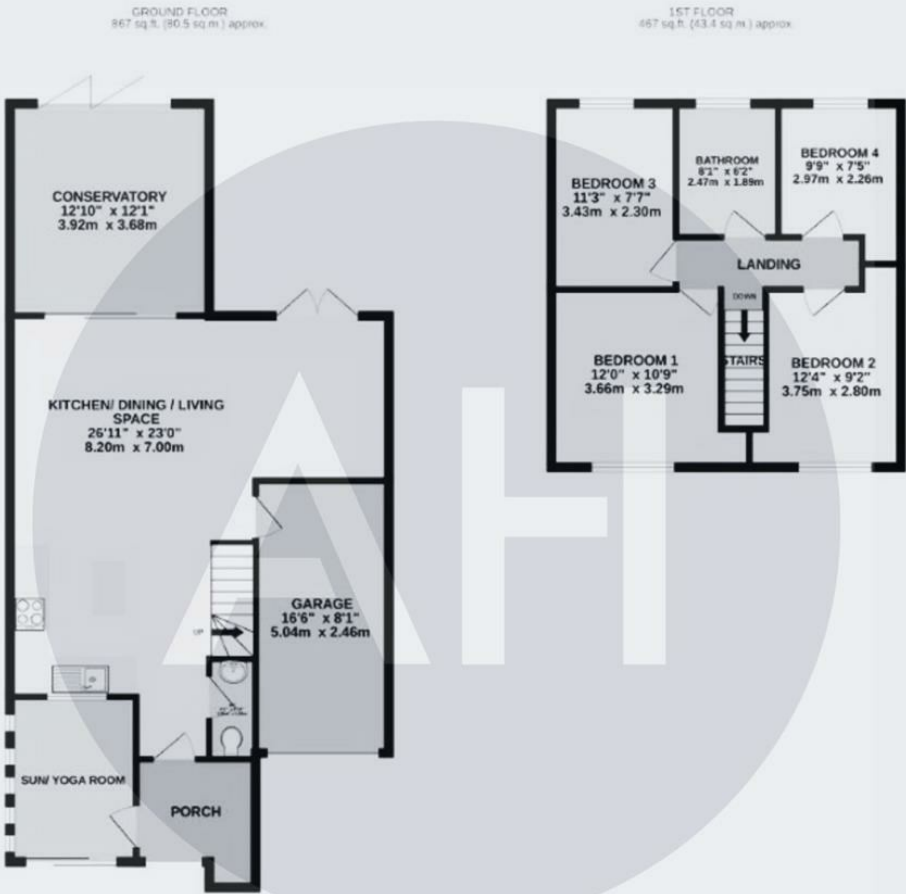 GROUND FLOOR
867 sq.ft. (80.5 sq.m.) approx.
CONSERVATORY
12'10" x 12'1"
3.92m x 3.68m
KITCHEN/ DINING / LIVING
SPACE
26'11" x 23'0"
8.20m x 7.00m
GARAGE
16'6" x 8'1"
5.04m x 2.46m
UP
SUN/ YOGA ROOM
PORCH
1ST FLOOR
467 sq.ft. (43.4 sq.m.) approx.
BEDROOM 3
11'3" x 7'7"
3.43m x 2.30m
BATHROOM
8'1" x 6'2"
2.47m x 1.89m
BEDROOM 4
9'9" x 7'5"
2.97m x 2.26m
LANDING
DOWN
STAIRS
BEDROOM 1
12'0" x 10'9"
3.66m x 3.29m
BEDROOM 2
12'4" x 9'2"
3.75m x 2.80m
AH